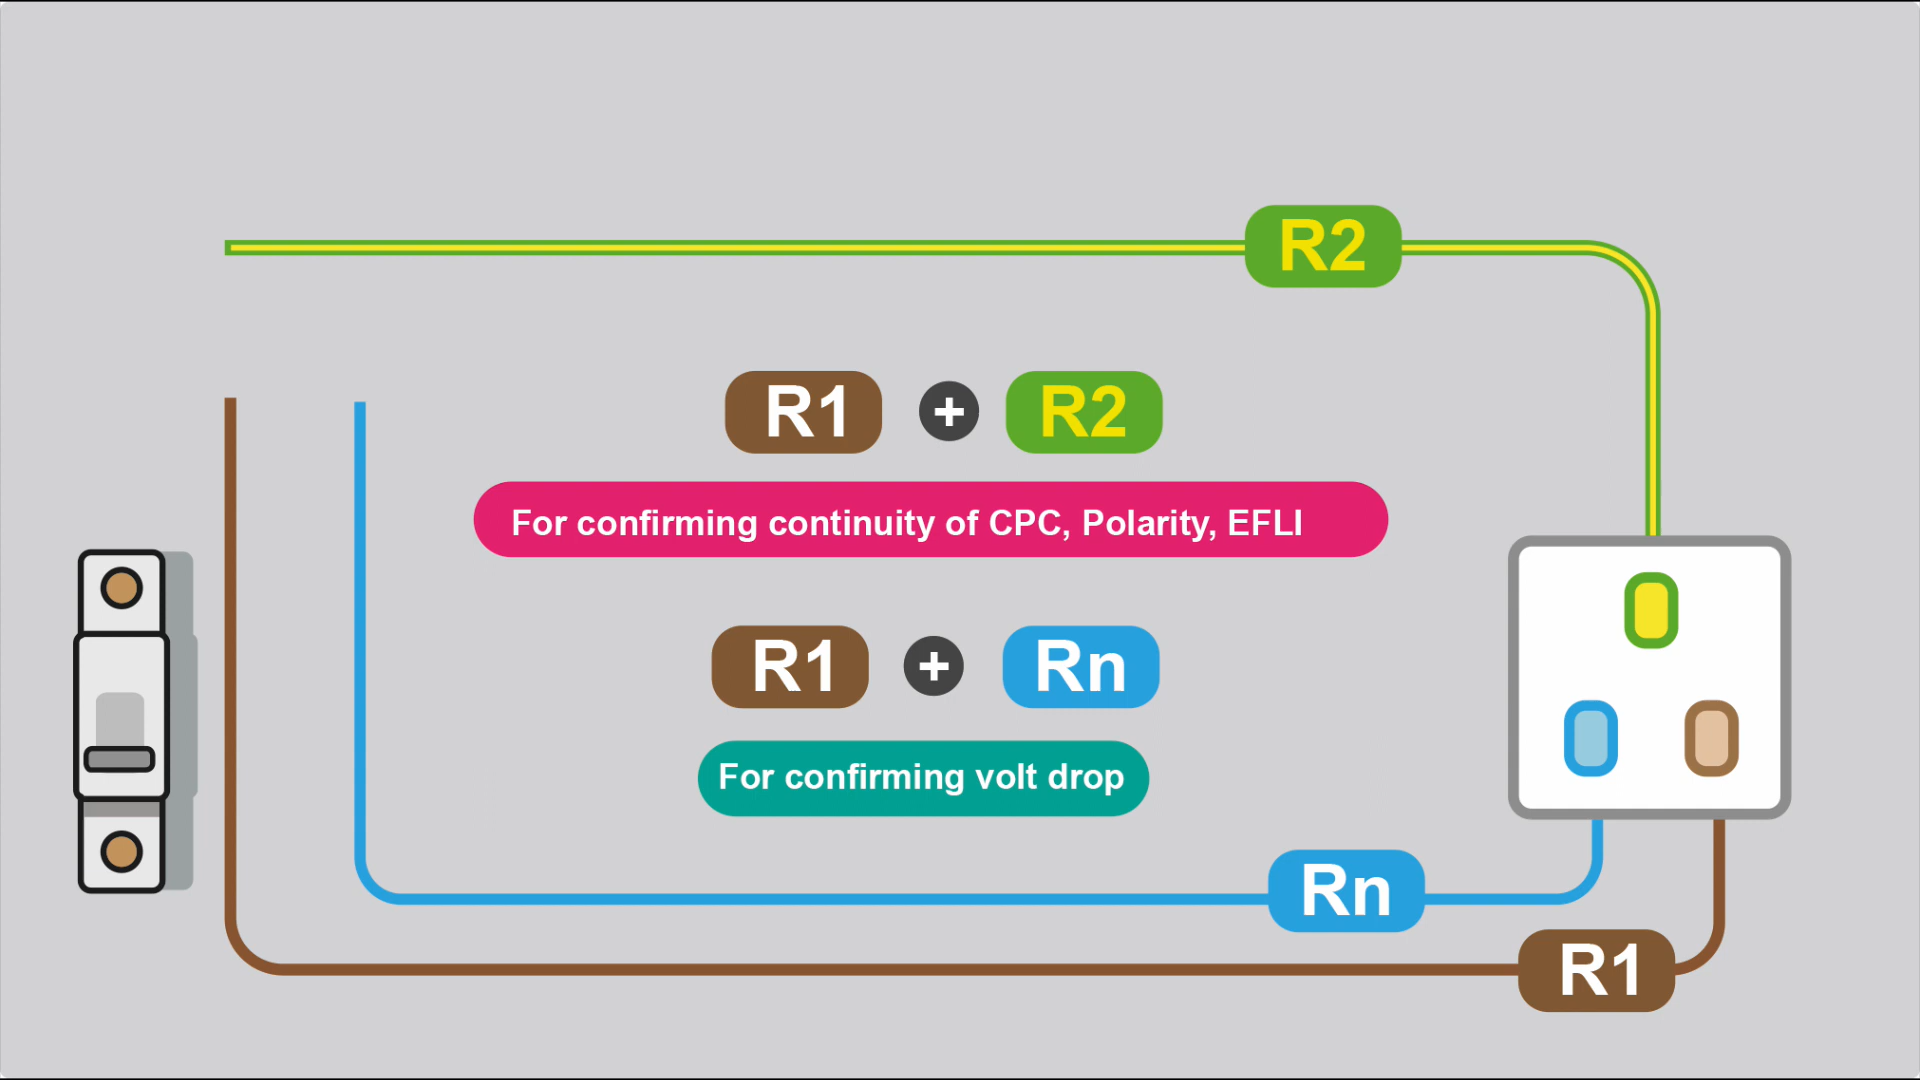 R2
R1 + R2
For confirming continuity of CPC, Polarity, EFLI
R1 + Rn
For confirming volt drop
Rn
R1